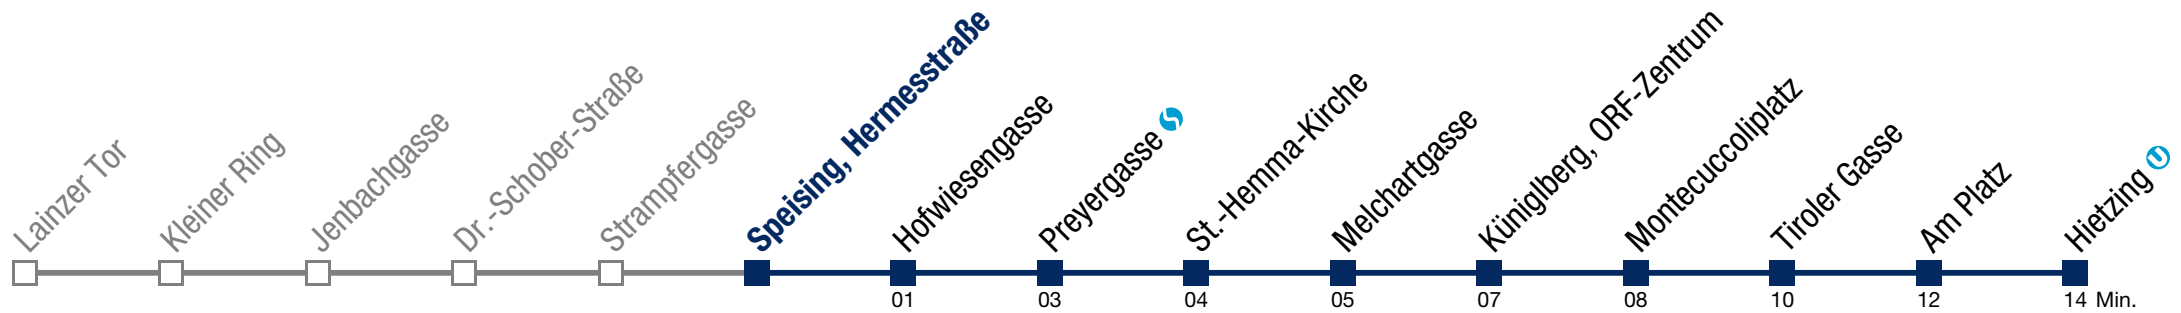 Lainzer Tor
Kleiner Ring
Jenbachgasse
Dr.-Schober-Straße
Strampfergasse
Speising, Hermesstraße
Hofwiesengasse
Preyergasse
St.-Hemma-Kirche
Melchartgasse
Küniglberg, ORF-Zentrum
Montecuccoliplatz
Tiroler Gasse
Am Platz
Hietzing U
01 03 04 05 07 08 10 12 14 Min.